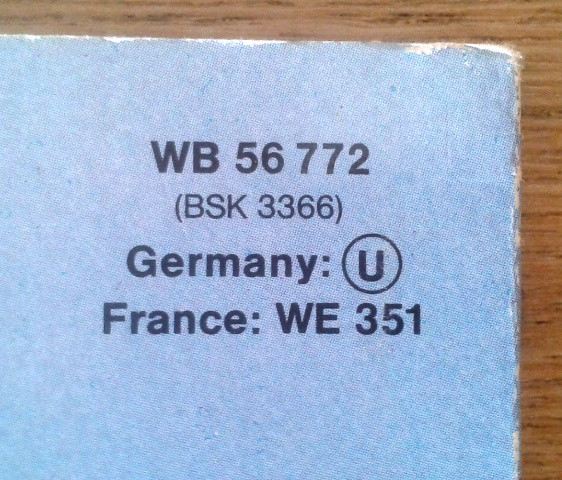 WB 56 772
(BSK 3366)
Germany: Ⓤ
France: WE 351